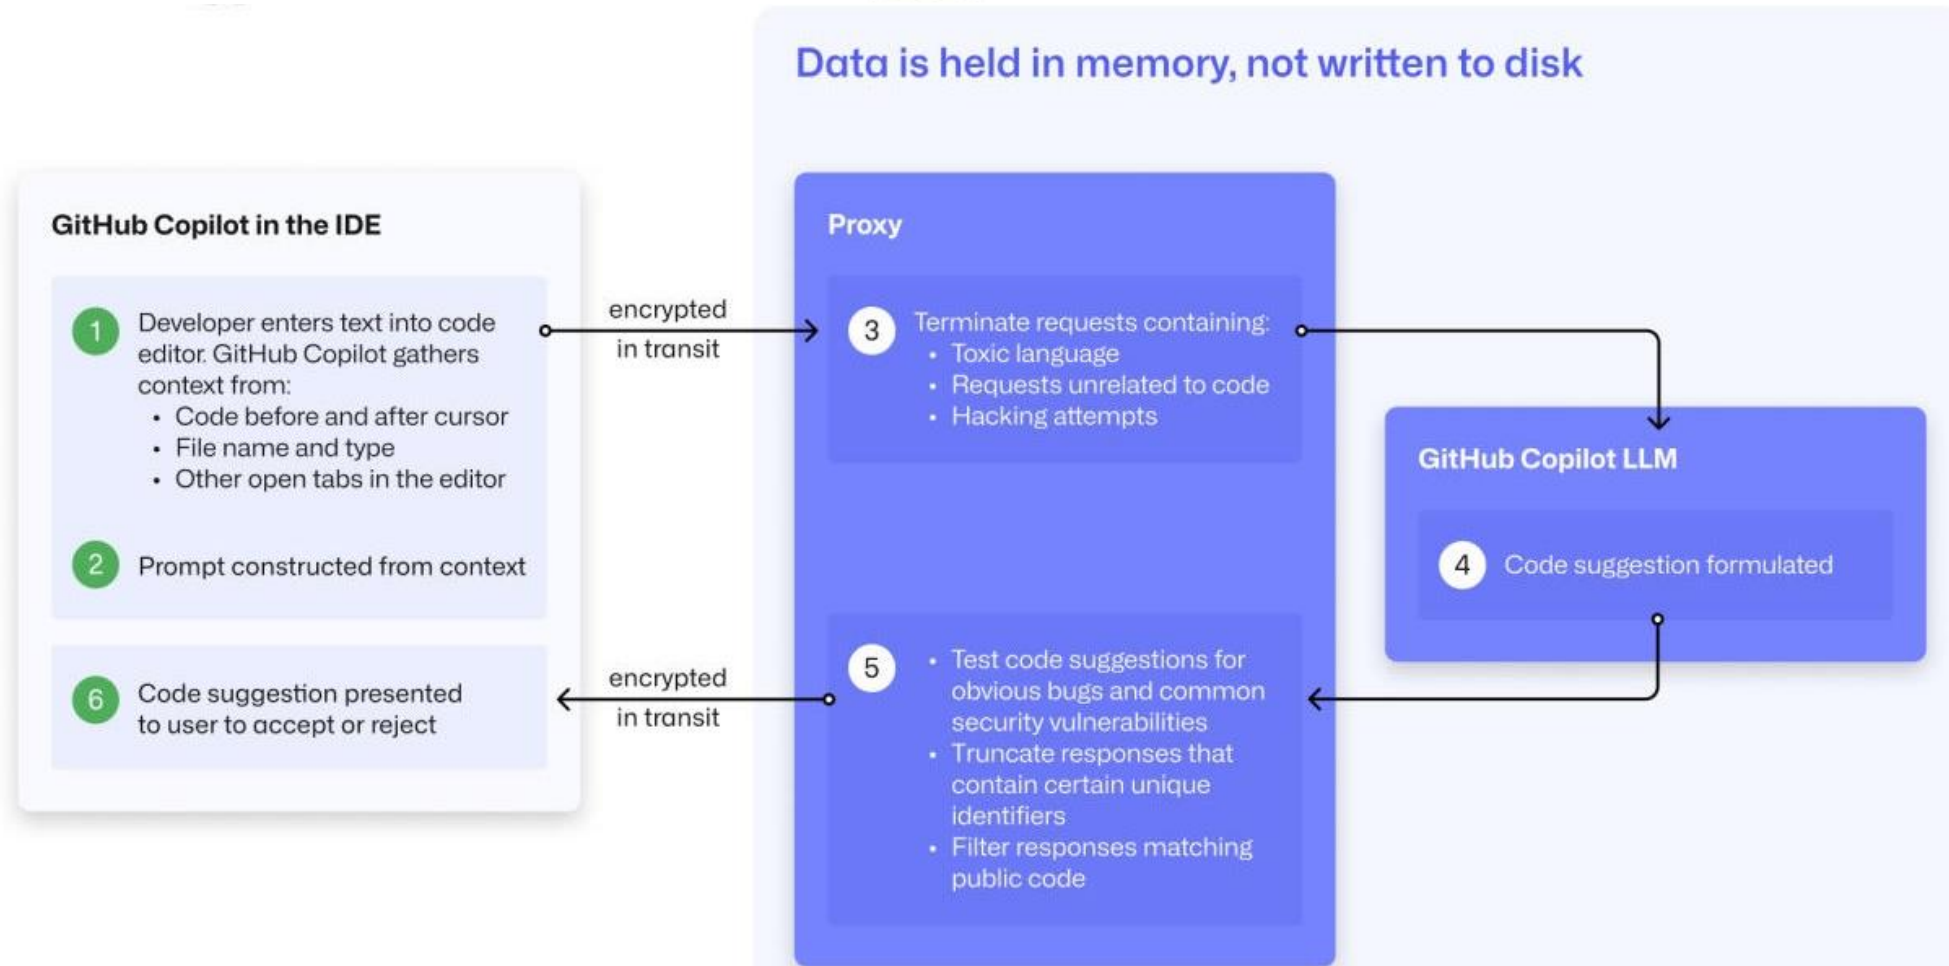 Data is held in memory, not written to disk
GitHub Copilot in the IDE
1
Developer enters text into code
editor. GitHub Copilot gathers
context from:
• Code before and after cursor
• File name and type
• Other open tabs in the editor
2
Prompt constructed from context
encrypted
in transit
Proxy
3
Terminate requests containing:
• Toxic language
• Requests unrelated to code
• Hacking attempts
GitHub Copilot LLM
4
Code suggestion formulated
5
• Test code suggestions for
obvious bugs and common
security vulnerabilities
• Truncate responses that
contain certain unique
identifiers
• Filter responses matching
public code
encrypted
in transit
6
Code suggestion presented
to user to accept or reject